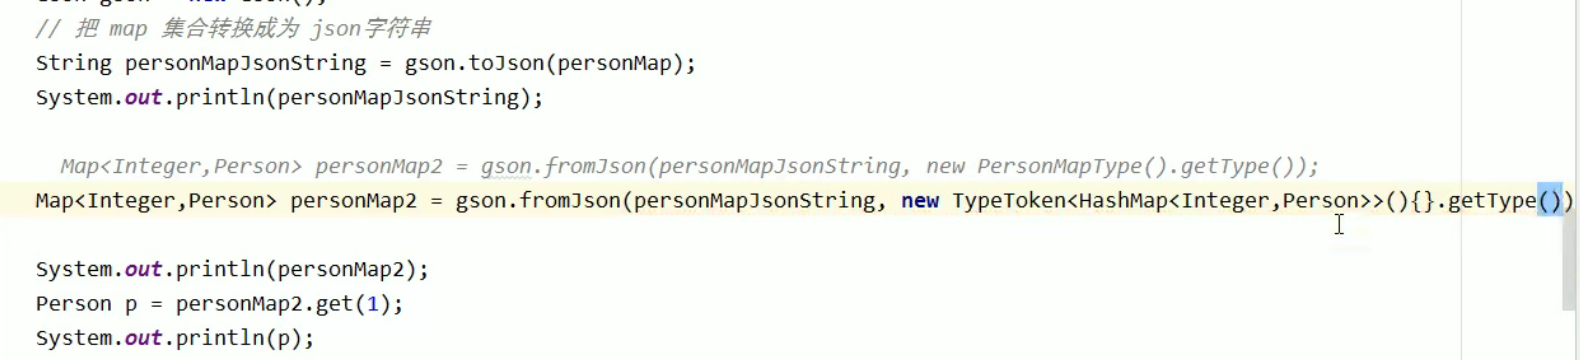 // 把 map 集合转换成为 json字符串
String personMapJsonString = gson.toJson(personMap);
System.out.println(personMapJsonString);
Map<Integer,Person> personMap2 = gson.fromJson(personMapJsonString, new PersonMapType().getType());
Map<Integer,Person> personMap2 = gson.fromJson(personMapJsonString, new TypeToken<HashMap<Integer,Person>>(){}.getType())
System.out.println(personMap2);
Person p = personMap2.get(1);
System.out.println(p);